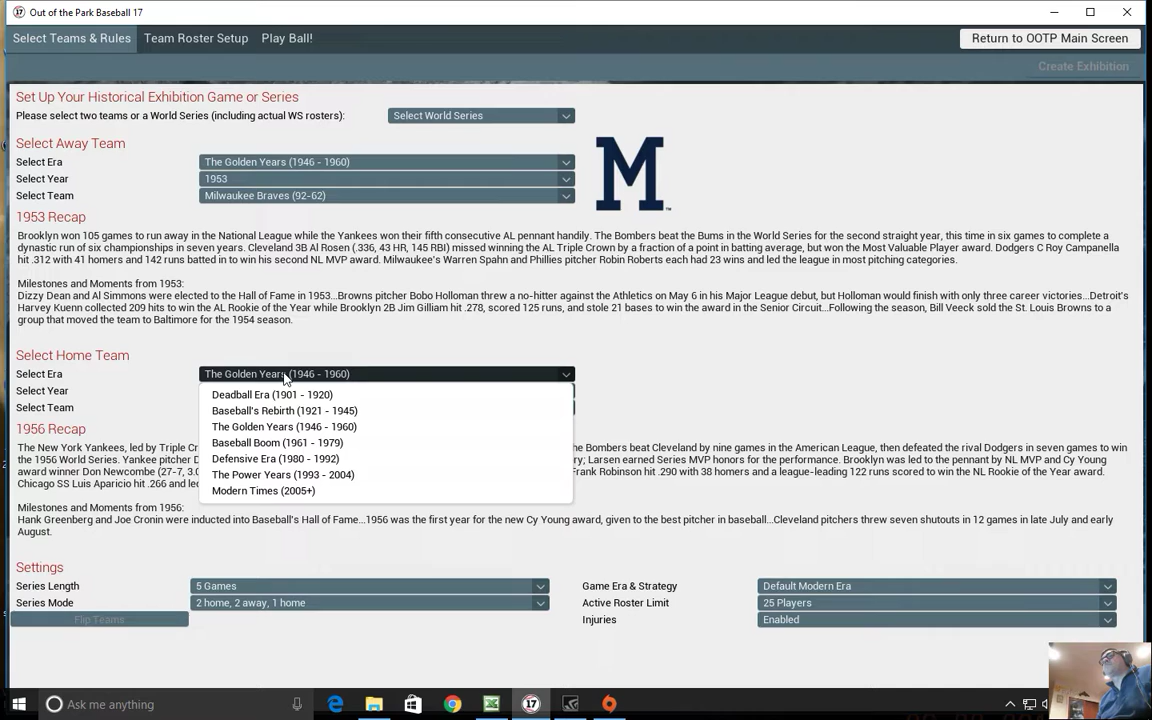 17 Out of the Park Baseball 17
Select Teams & Rules Team Roster Setup Play Ball! Return to OOTP Main Screen
Create Exhibition
Set Up Your Historical Exhibition Game or Series
Please select two teams or a World Series (including actual WS rosters): Select World Series
Select Away Team
Select Era The Golden Years (1946 - 1960)
Select Year 1953
Select Team Milwaukee Braves (92-62)
M
TM
1953 Recap
Brooklyn won 105 games to run away in the National League while the Yankees won their fifth consecutive AL pennant handily. The Bombers beat the Bums in the World Series for the second straight year, this time in six games to complete a
dynastic run of six championships in seven years. Cleveland 3B Al Rosen (.336, 43 HR, 145 RBI) missed winning the AL Triple Crown by a fraction of a point in batting average, but won the Most Valuable Player award. Dodgers C Roy Campanella
hit .312 with 41 homers and 142 runs batted in to win his second NL MVP award. Milwaukee's Warren Spahn and Phillies pitcher Robin Roberts each had 23 wins and led the league in most pitching categories.
Milestones and Moments from 1953:
Dizzy Dean and Al Simmons were elected to the Hall of Fame in 1953...Browns pitcher Bobo Holloman threw a no-hitter against the Athletics on May 6 in his Major League debut, but Holloman would finish with only three career victories...Detroit's
Harvey Kuenn collected 209 hits to win the AL Rookie of the Year while Brooklyn 2B Jim Gilliam hit .278, scored 125 runs, and stole 21 bases to win the award in the Senior Circuit...Following the season, Bill Veeck sold the St. Louis Browns to a
group that moved the team to Baltimore for the 1954 season.
Select Home Team
Select Era The Golden Years (1946 - 1960)
Select Year
Select Team
Deadball Era (1901 - 1920)
Baseball's Rebirth (1921 - 1945)
The Golden Years (1946 - 1960)
Baseball Boom (1961 - 1979)
Defensive Era (1980 - 1992)
The Power Years (1993 - 2004)
Modern Times (2005+)
1956 Recap
The New York Yankees, led by Triple Cr the Bombers beat Cleveland by nine games in the American League, then defeated the rival Dodgers in seven games to win
the 1956 World Series. Yankee pitcher D Larsen earned Series MVP honors for the performance. Brooklyn was led to the pennant by NL MVP and Cy Young
award winner Don Newcombe (27-7, 3.0 Frank Robinson hit .290 with 38 homers and a league-leading 122 runs scored to win the NL Rookie of the Year award.
Chicago SS Luis Aparicio hit .266 and led
Milestones and Moments from 1956:
Hank Greenberg and Joe Cronin were inducted into Baseball's Hall of Fame...1956 was the first year for the new Cy Young award, given to the best pitcher in baseball...Cleveland pitchers threw seven shutouts in 12 games in late July and early
August.
Settings
Series Length 5 Games Game Era & Strategy Default Modern Era
Series Mode 2 home, 2 away, 1 home Active Roster Limit 25 Players
Flip Teams Injuries Enabled
Ask me anything 17